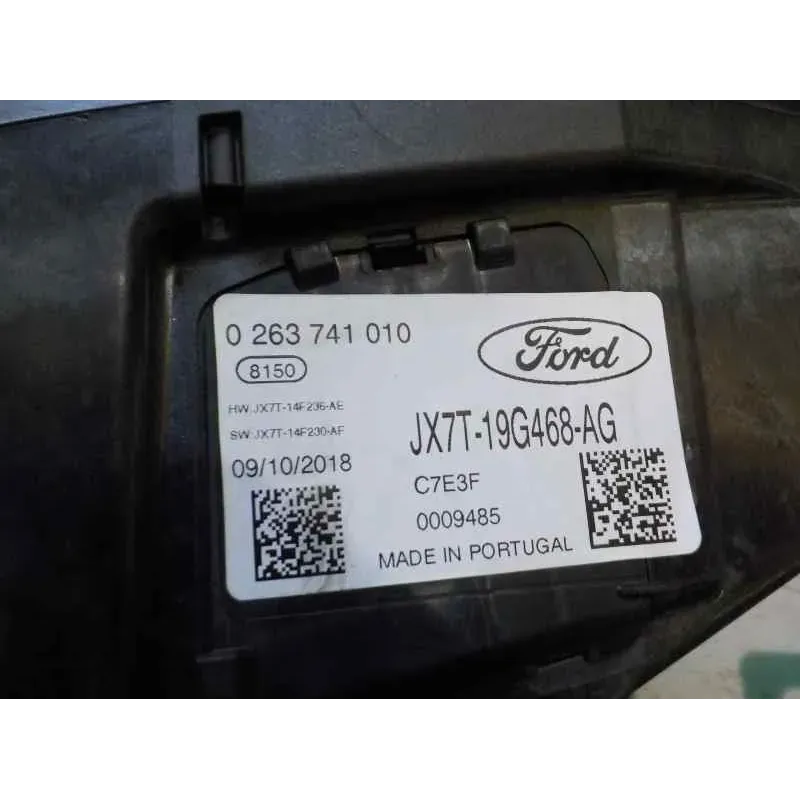 0 263 741 010
8150
Ford
HW:JX7T-14F236-AE
SW:JX7T-14F230-AF
JX7T-19G468-AG
09/10/2018
C7E3F
0009485
MADE IN PORTUGAL